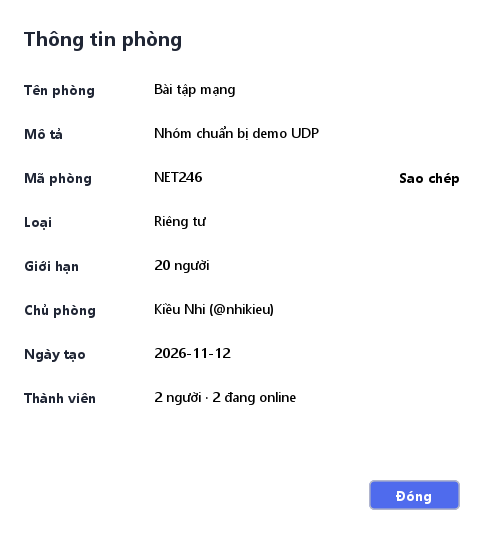 Thông tin phòng
Tên phòng Bài tập mạng
Mô tả Nhóm chuẩn bị demo UDP
Mã phòng NET246 Sao chép
Loại Riêng tư
Giới hạn 20 người
Chủ phòng Kiều Nhi (@nhikieu)
Ngày tạo 2026-11-12
Thành viên 2 người · 2 đang online
Đóng